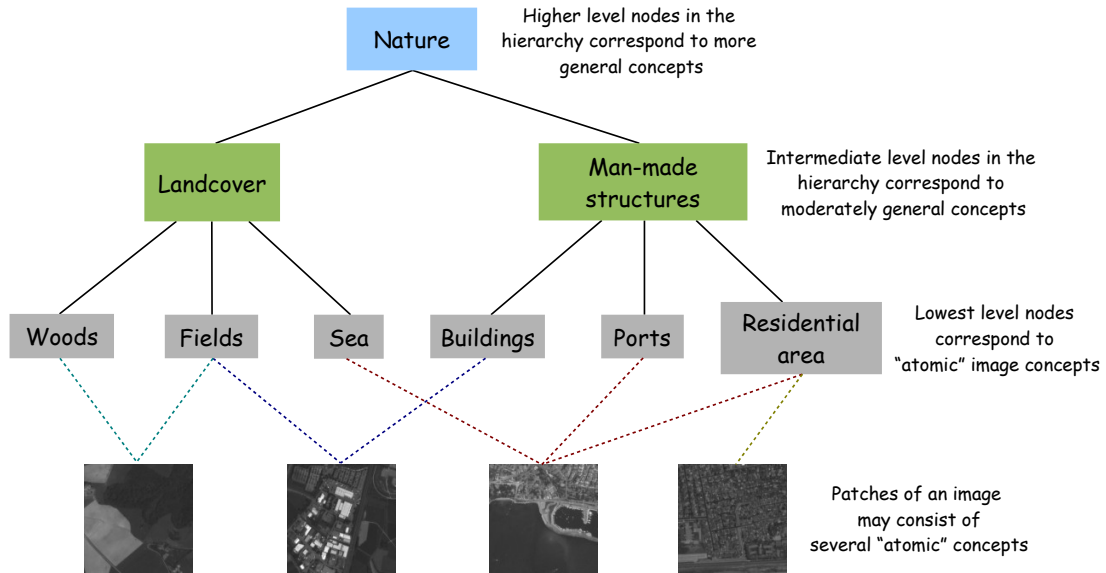 Nature
Higher level nodes in the
hierarchy correspond to more
general concepts
Landcover
Man-made
structures
Intermediate level nodes in the
hierarchy correspond to
moderately general concepts
Woods
Fields
Sea
Buildings
Ports
Residential
area
Lowest level nodes
correspond to
“atomic” image concepts
Patches of an image
may consist of
several “atomic” concepts